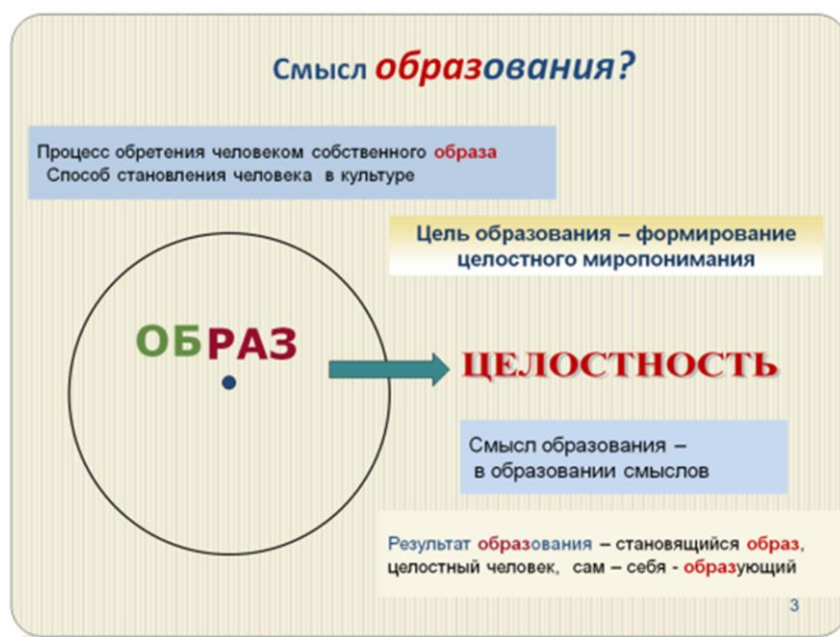 Смысл образования?
Процесс обретения человеком собственного образа
Способ становления человека в культуре
Цель образования – формирование
целостного миропонимания
ОБРАЗ
ЦЕЛОСТНОСТЬ
Смысл образования –
в образовании смыслов
Результат образования – становящийся образ,
целостный человек, сам – себя - образующий
3